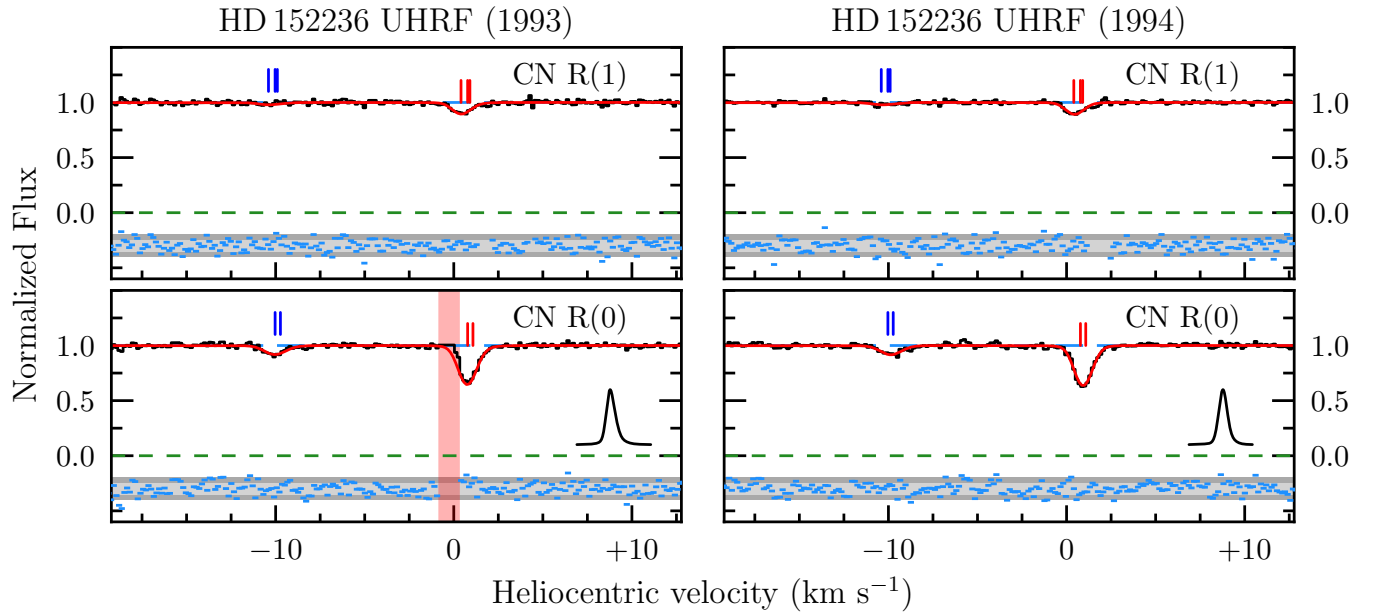 HD 152236 UHRF (1993)
HD 152236 UHRF (1994)
CN R(1)
CN R(1)
1.0
0.5
0.0
1.0
0.5
0.0
Normalized Flux
CN R(0)
CN R(0)
1.0
0.5
0.0
1.0
0.5
0.0
−10
0
+10
−10
0
+10
Heliocentric velocity (km s⁻¹)